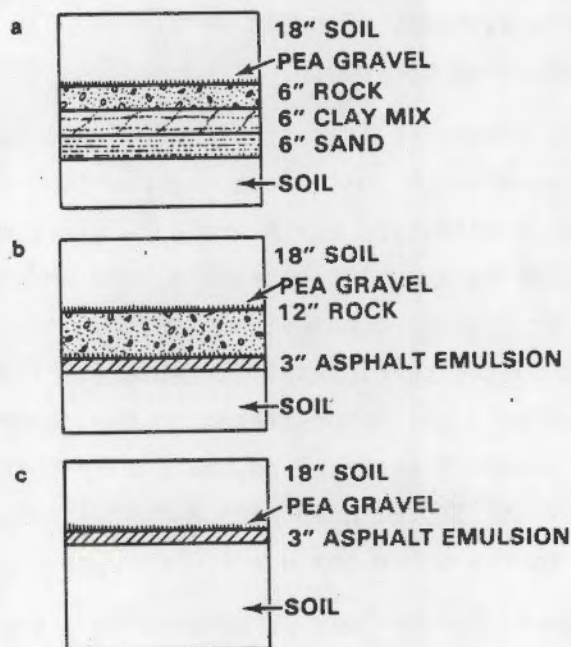 a
18" SOIL
PEA GRAVEL
6" ROCK
6" CLAY MIX
6" SAND
SOIL
b
18" SOIL
PEA GRAVEL
12" ROCK
3" ASPHALT EMULSION
SOIL
c
18" SOIL
PEA GRAVEL
3" ASPHALT EMULSION
SOIL